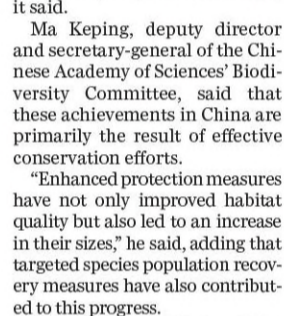 it said.
Ma Keping, deputy director
and secretary-general of the Chi-
nese Academy of Sciences’ Biodi-
versity Committee, said that
these achievements in China are
primarily the result of effective
conservation efforts.
“Enhanced protection measures
have not only improved habitat
quality but also led to an increase
in their sizes,” he said, adding that
targeted species population recov-
ery measures have also contribut-
ed to this progress.